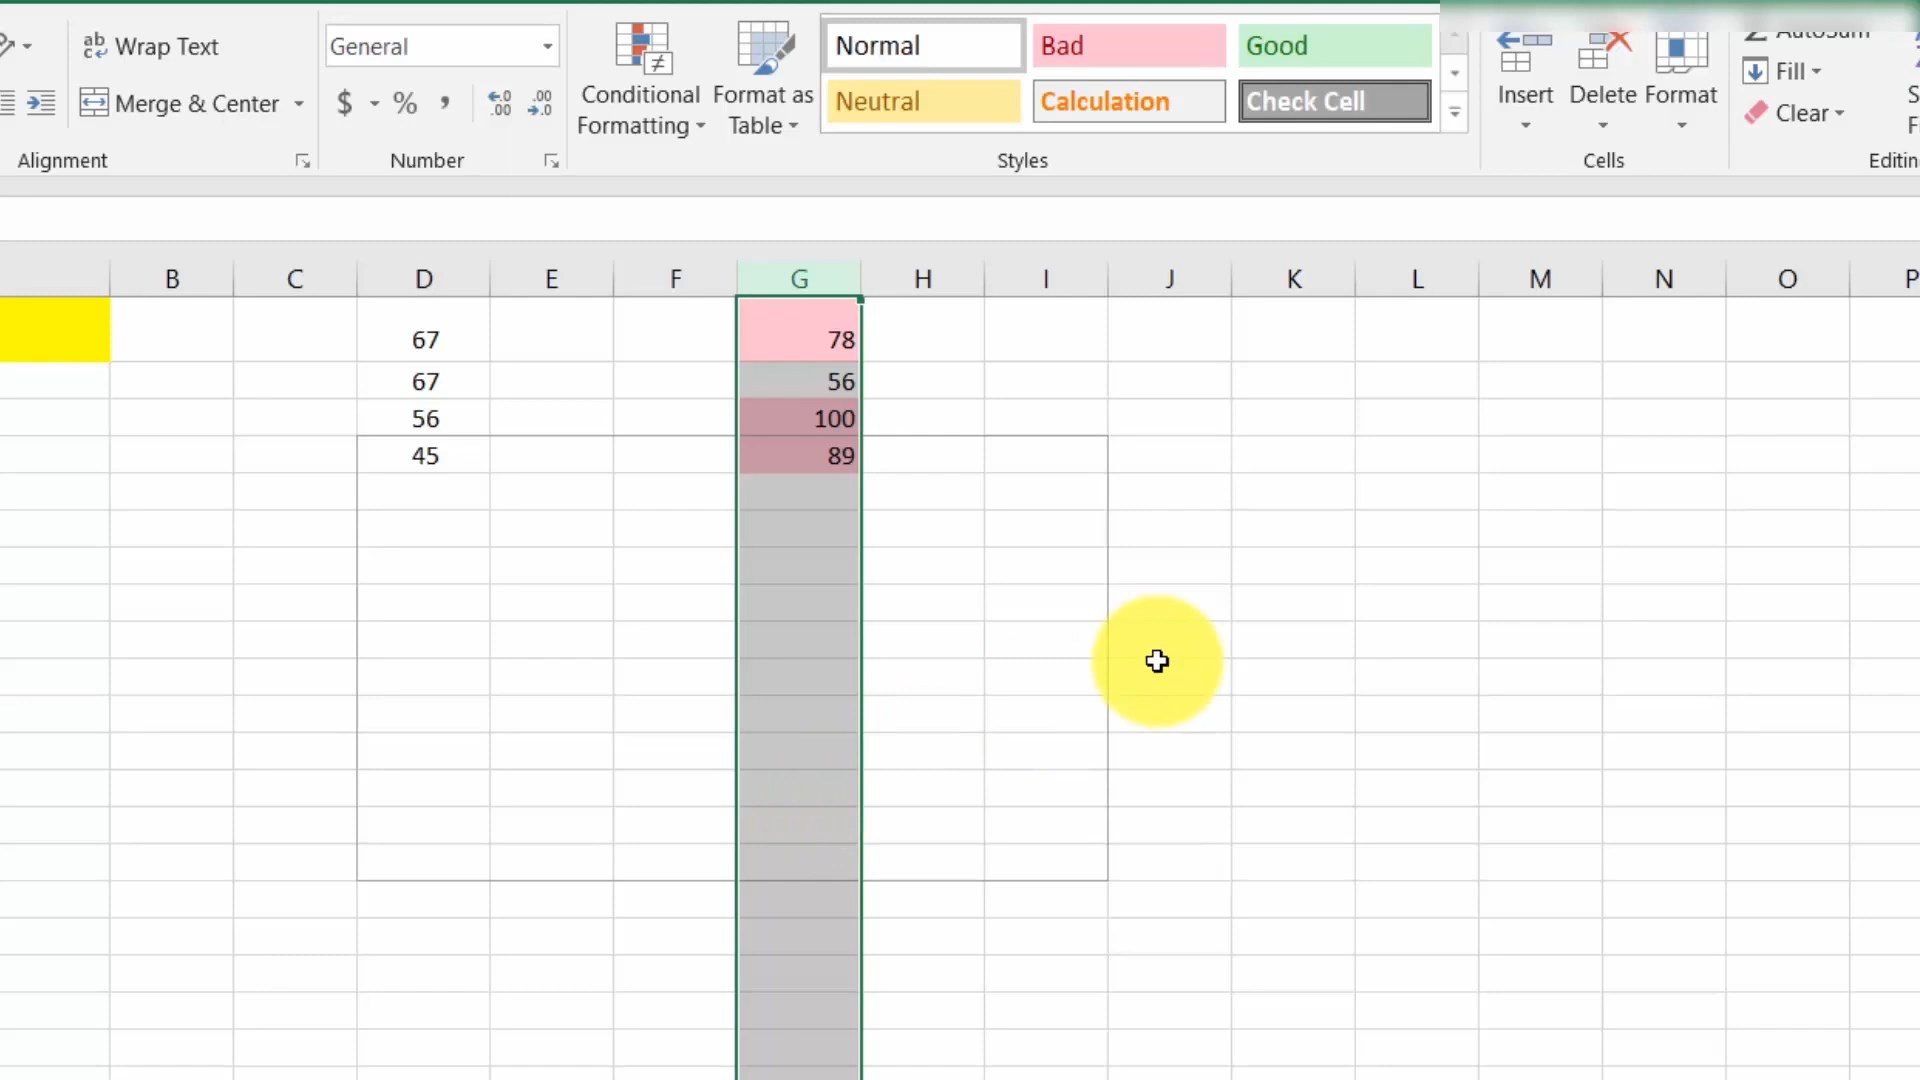 Wrap Text
General
Normal
Bad
Good
AutoSum
Neutral
Calculation
Check Cell
Conditional
Formatting
Format as
Table
Insert
Delete
Format
Fill
Merge & Center
$ % ,
Clear
Alignment
Number
Styles
Cells
B C D E F G H I J K L M N O P
67 78
67 56
56 100
45 89